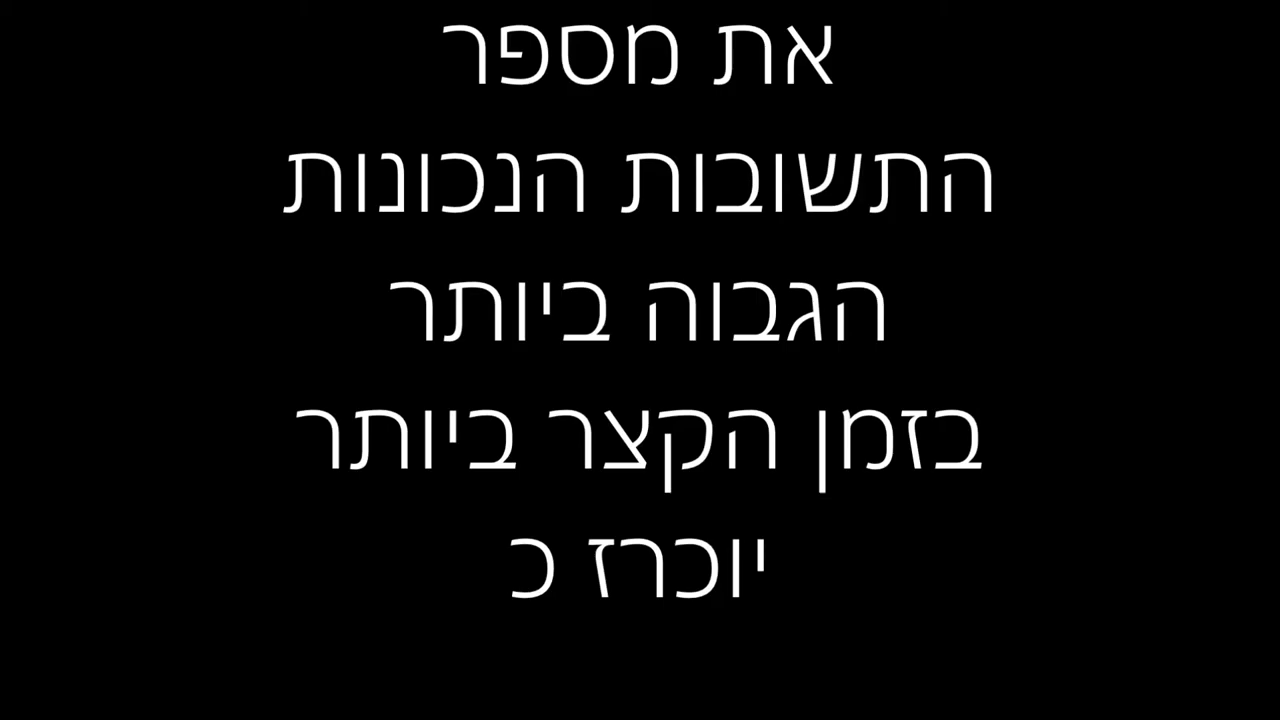 את מספר
התשובות הנכונות
הגבוה ביותר
בזמן הקצר ביותר
יוכרז כ